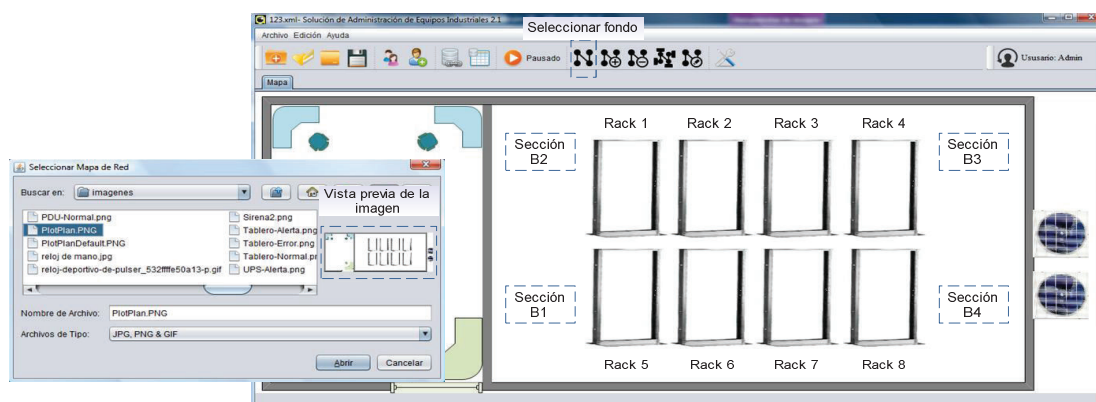 123.xml- Solución de Administración de Equipos Industriales 2.1
Seleccionar fondo
Archivo Edición Ayuda
Pausado
Ususario: Admin
Mapa
Rack 1 Rack 2 Rack 3 Rack 4
Sección
B2
Sección
B3
Seleccionar Mapa de Red
Buscar en: imagenes
Vista previa de la
imagen
PDU-Normal.png
PlotPlan.PNG
PlotPlanDefault.PNG
reloj de mano.jpg
reloj-deportivo-de-pulser_532ffffe50a13-p.gif
Sirena2.png
Tablero-Alerta.png
Tablero-Error.png
Tablero-Normal.pr
UPS-Alerta.png
Nombre de Archivo: PlotPlan.PNG
Archivos de Tipo: JPG, PNG & GIF
Abrir Cancelar
Sección
B1
Sección
B4
Rack 5 Rack 6 Rack 7 Rack 8